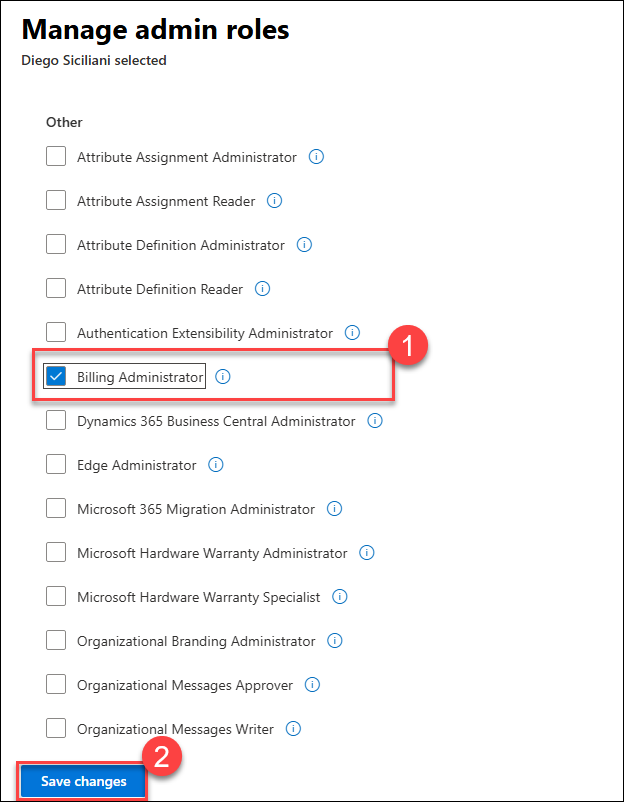 Manage admin roles
Diego Siciliani selected
Other
Attribute Assignment Administrator
Attribute Assignment Reader
Attribute Definition Administrator
Attribute Definition Reader
Authentication Extensibility Administrator
1
Billing Administrator
Dynamics 365 Business Central Administrator
Edge Administrator
Microsoft 365 Migration Administrator
Microsoft Hardware Warranty Administrator
Microsoft Hardware Warranty Specialist
Organizational Branding Administrator
Organizational Messages Approver
Organizational Messages Writer
2
Save changes